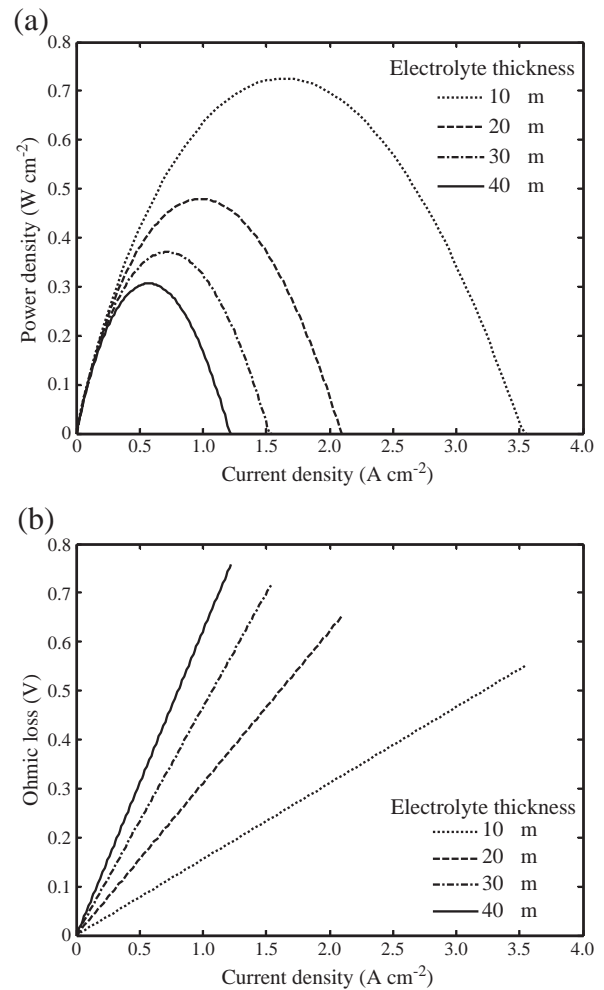 (a)
0.8
0.7
0.6
0.5
0.4
0.3
0.2
0.1
0
Power density (W cm-2)
Electrolyte thickness
10 m
20 m
30 m
40 m
0 0.5 1.0 1.5 2.0 2.5 3.0 3.5 4.0
Current density (A cm-2)
(b)
0.8
0.7
0.6
0.5
0.4
0.3
0.2
0.1
0
Ohmic loss (V)
Electrolyte thickness
10 m
20 m
30 m
40 m
0 0.5 1.0 1.5 2.0 2.5 3.0 3.5 4.0
Current density (A cm-2)